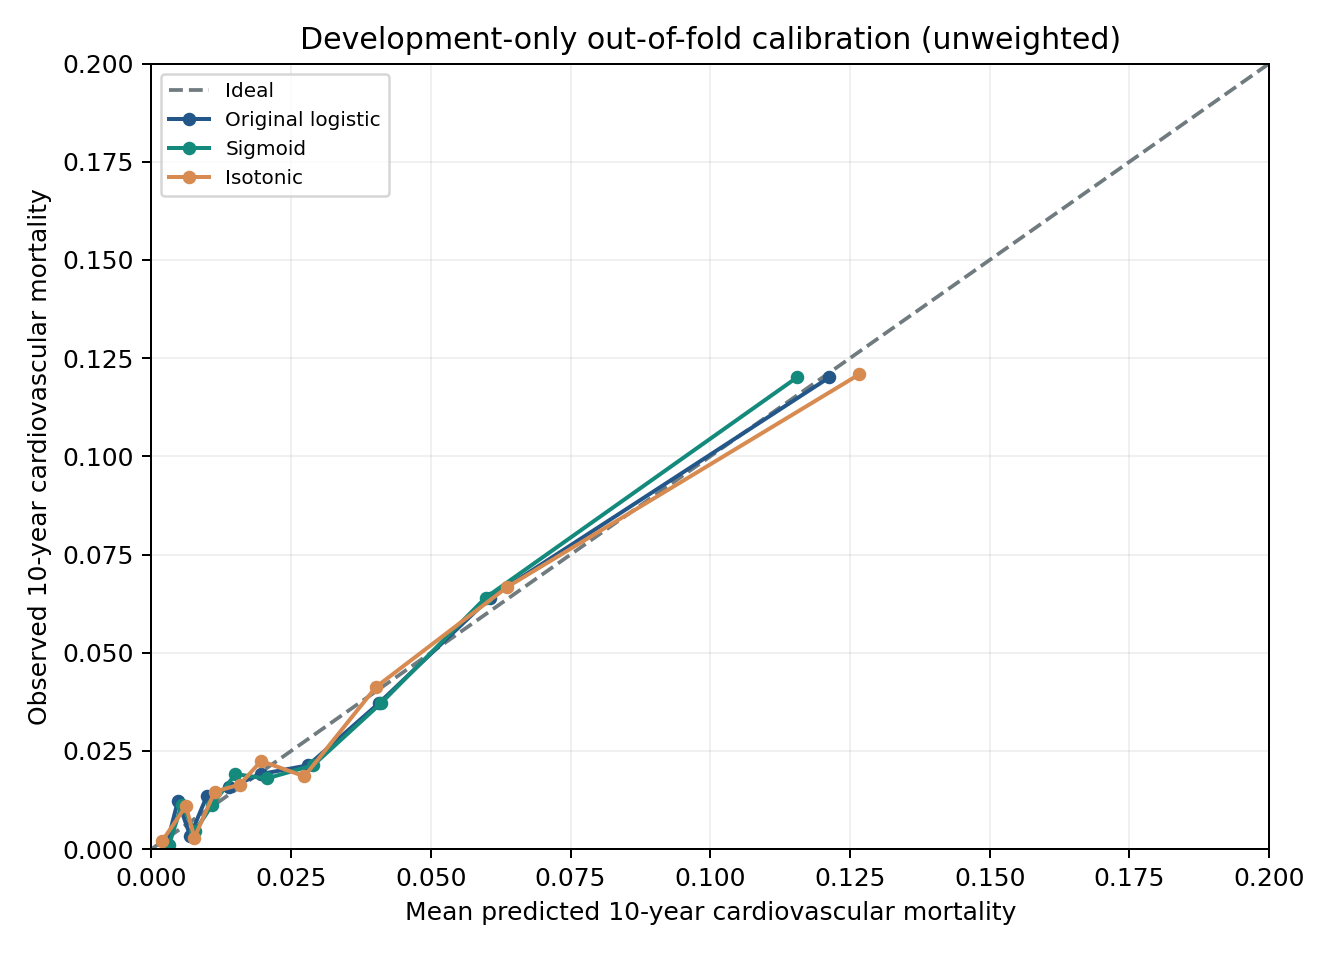 Development-only out-of-fold calibration (unweighted)
Ideal
Original logistic
Sigmoid
Isotonic
Observed 10-year cardiovascular mortality
0.200
0.175
0.150
0.125
0.100
0.075
0.050
0.025
0.000
0.000 0.025 0.050 0.075 0.100 0.125 0.150 0.175 0.200
Mean predicted 10-year cardiovascular mortality